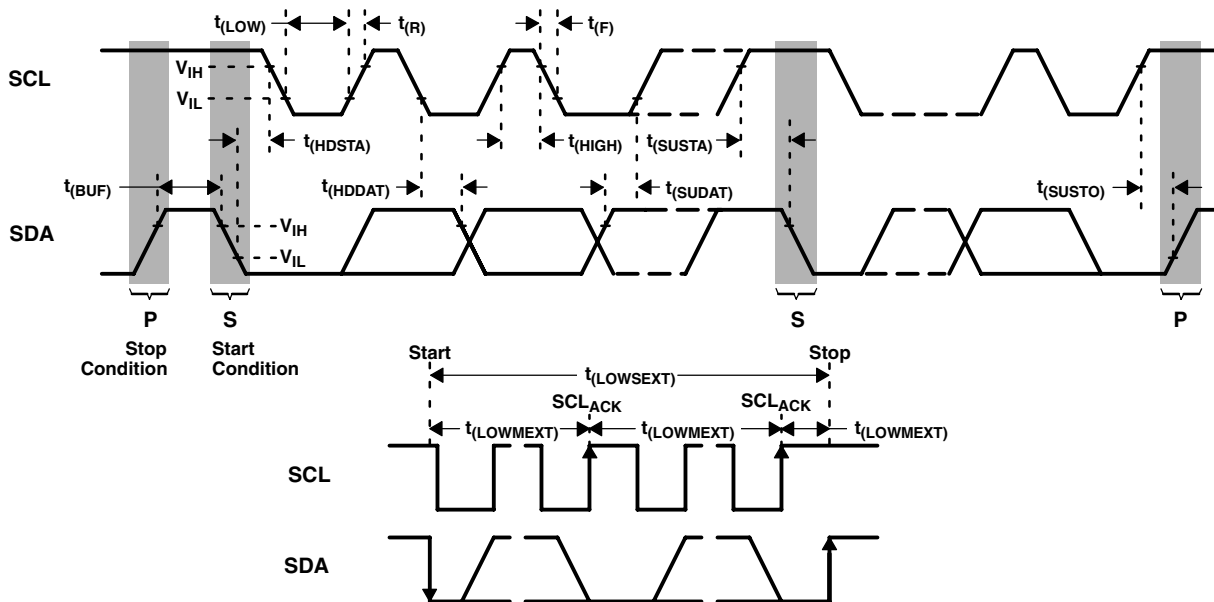 t(LOW) t(R) t(F)
SCL
VIH
VIL
t(HDSTA) t(HIGH) t(SUSTA)
t(BUF) t(HDDAT) t(SUDAT) t(SUSTO)
SDA
VIH
VIL
P S S P
Stop Condition
Start Condition
Start Stop
t(LOWSEXT)
SCLACK SCLACK
t(LOWMEXT) t(LOWMEXT) t(LOWMEXT)
SCL
SDA